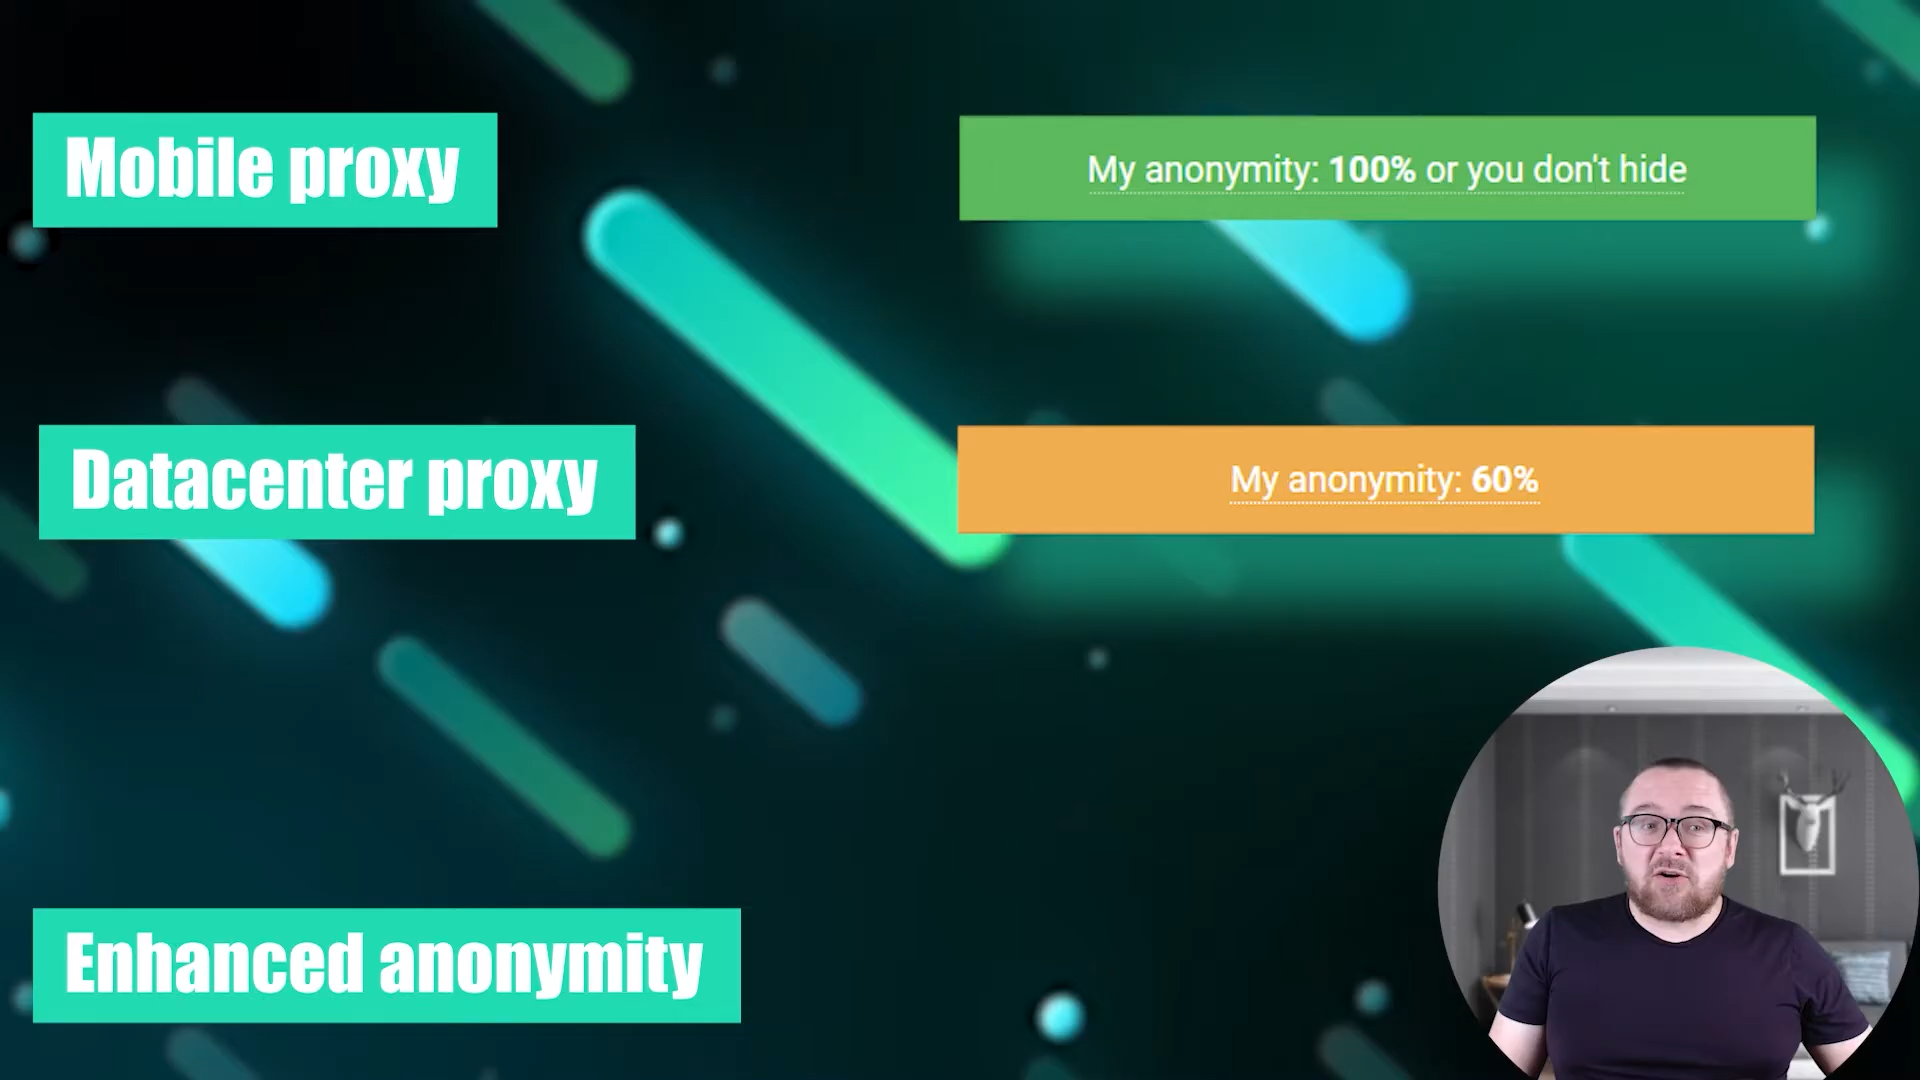 Mobile proxy
My anonymity: 100% or you don't hide
Datacenter proxy
My anonymity: 60%
Enhanced anonymity